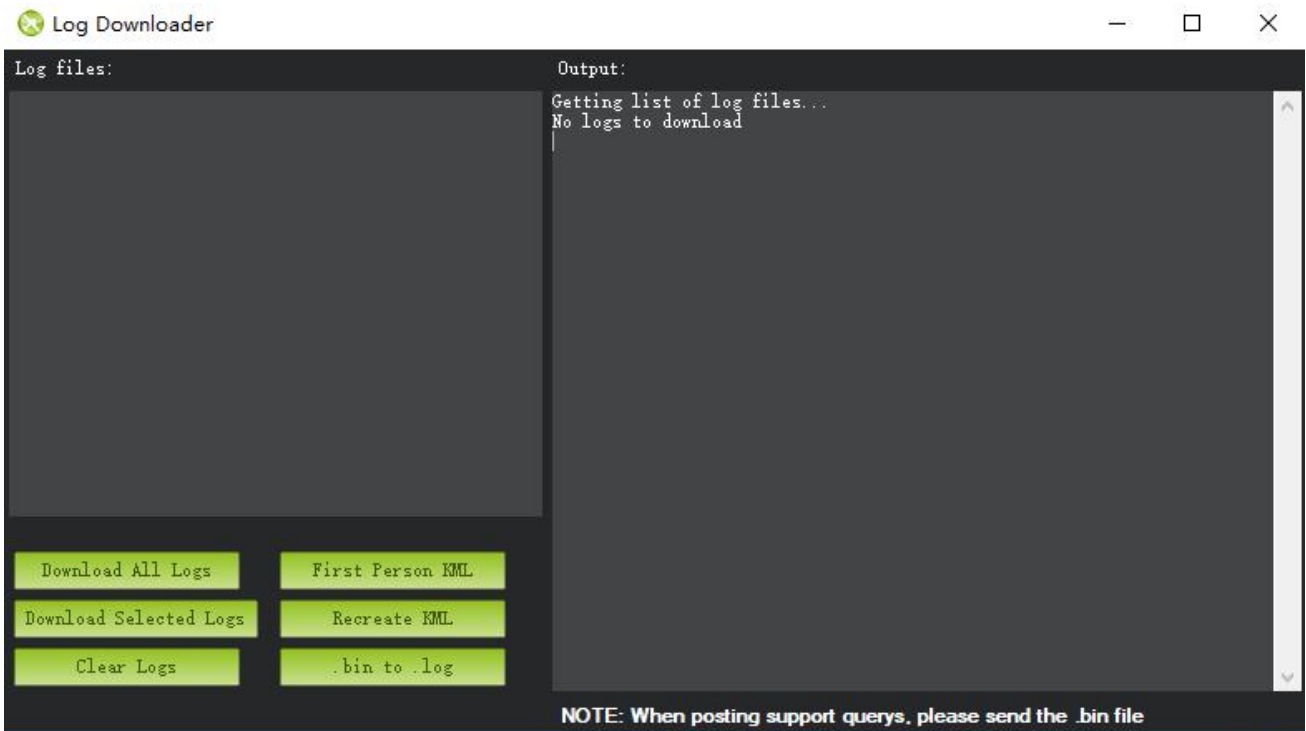 Log Downloader
Log files:
Output:
Getting list of log files...
No logs to download
Download All Logs
First Person KML
Download Selected Logs
Recreate KML
Clear Logs
.bin to .log
NOTE: When posting support querys, please send the .bin file